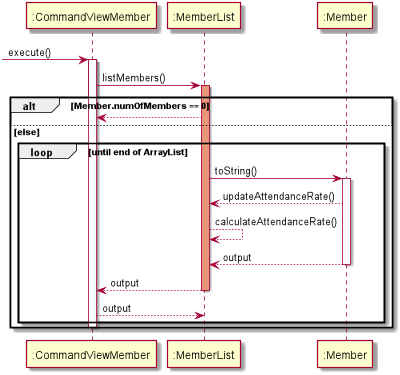 :CommandViewMember :MemberList :Member
execute()
listMembers()
alt [Member.numOfMembers == 0]
[else]
loop [until end of ArrayList]
toString()
updateAttendanceRate()
calculateAttendanceRate()
output
output
output
:CommandViewMember :MemberList :Member